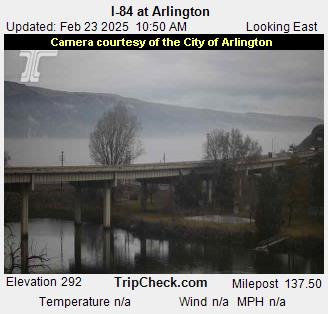 I-84 at Arlington
Updated: Feb 23 2025 10:50 AM Looking East
Camera courtesy of the City of Arlington
Elevation 292 TripCheck.com Milepost 137.50
Temperature n/a Wind n/a MPH n/a